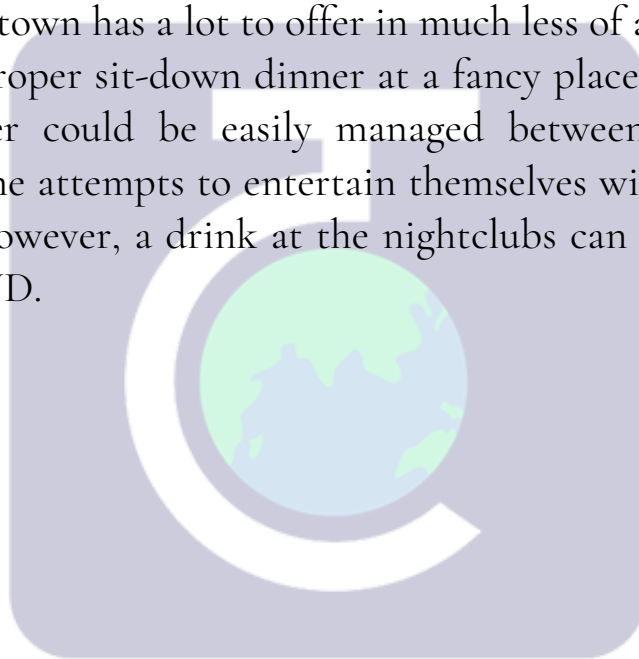 town has a lot to offer in much less of a
roper sit-down dinner at a fancy place
er could be easily managed between
ne attempts to entertain themselves wi
owever, a drink at the nightclubs can
D.